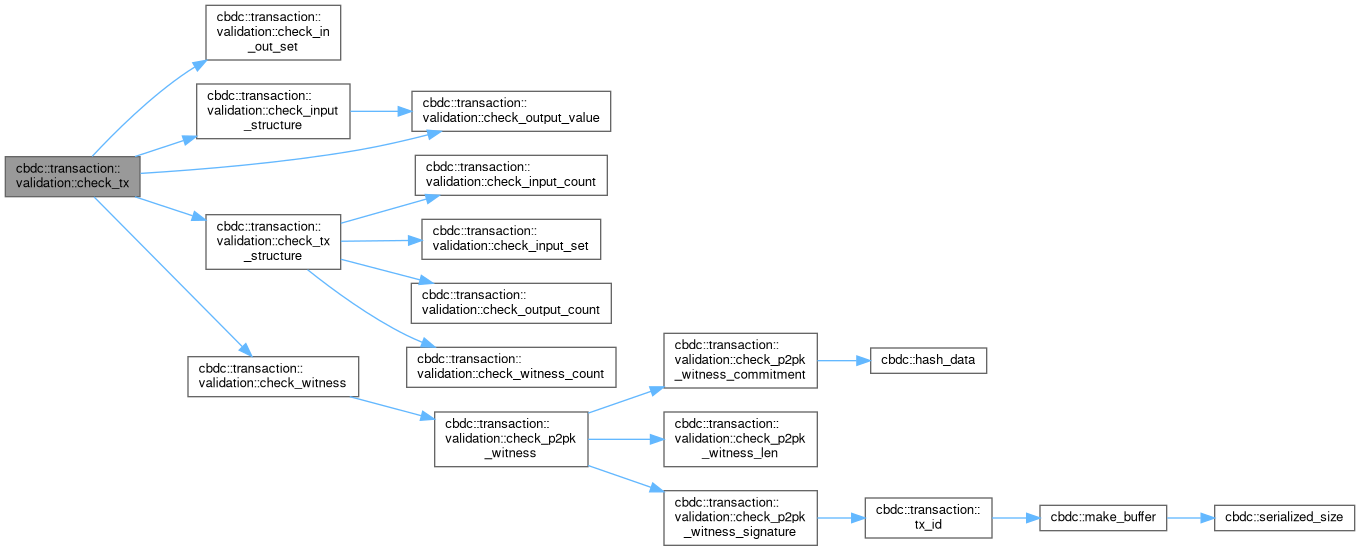 cbdc::transaction::
validation::check_in
_out_set
cbdc::transaction::
validation::check_input
_structure
cbdc::transaction::
validation::check_output_value
cbdc::transaction::
validation::check_tx
cbdc::transaction::
validation::check_input_count
cbdc::transaction::
validation::check_tx
_structure
cbdc::transaction::
validation::check_input_set
cbdc::transaction::
validation::check_output_count
cbdc::transaction::
validation::check_witness_count
cbdc::transaction::
validation::check_witness
cbdc::transaction::
validation::check_p2pk
_witness_commitment
cbdc::hash_data
cbdc::transaction::
validation::check_p2pk
_witness
cbdc::transaction::
validation::check_p2pk
_witness_len
cbdc::transaction::
validation::check_p2pk
_witness_signature
cbdc::transaction::
tx_id
cbdc::make_buffer
cbdc::serialized_size